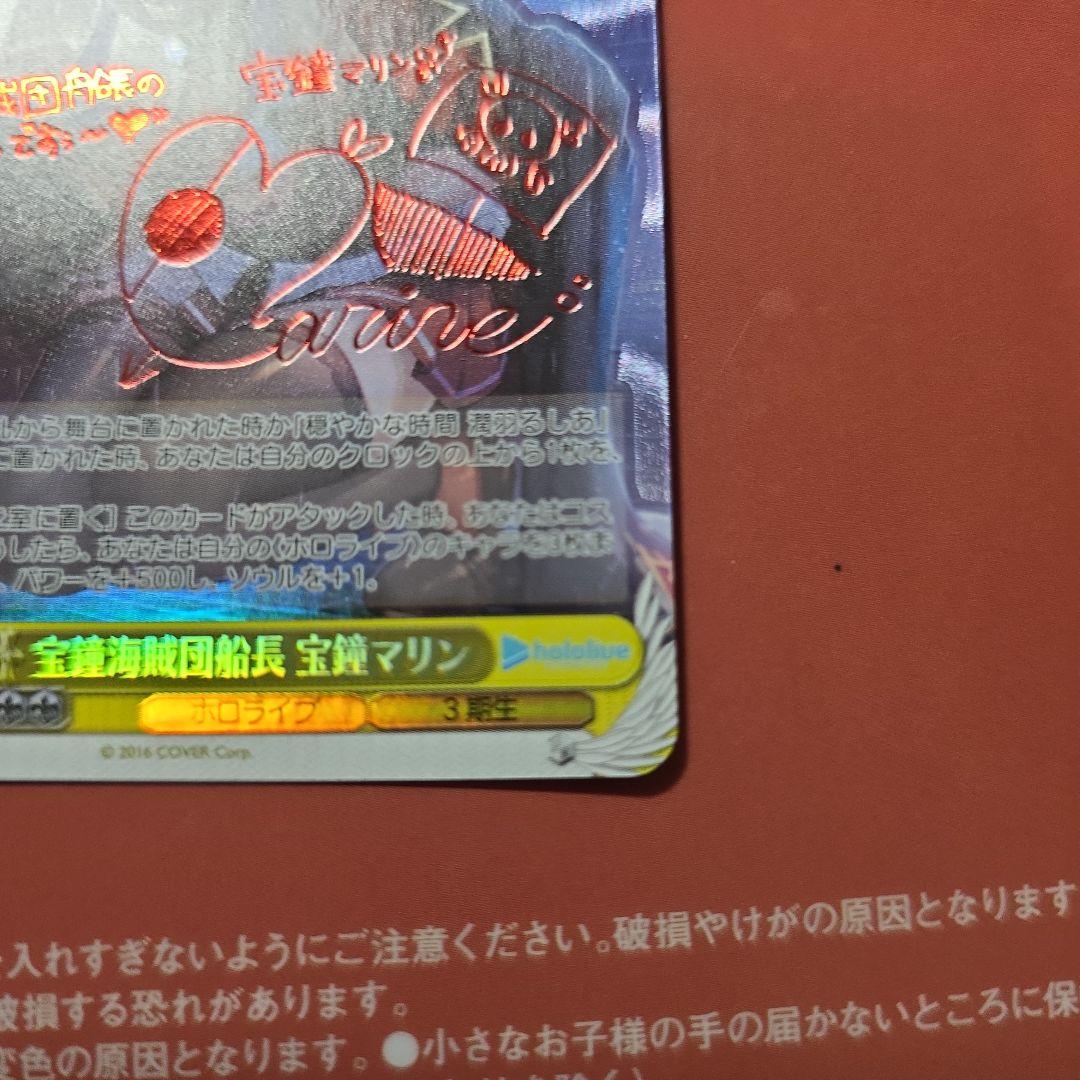 宝鐘マリン
団船長の
Marine
ルから舞台に置かれた時か「穏やかな時間 潤羽るしあ」
に置かれた時、あなたは自分のクロックの上から1枚を、
室に置く］このカードがアタックした時、あなたはコス
うしたら、あなたは自分の《ホロライブ》のキャラを3枚ま
パワーを＋500し、ソウルを＋1。
宝鐘海賊団船長 宝鐘マリン
hololive
ホロライブ
3期生
© 2016 COVER Corp.
入れすぎないようにご注意ください。破損やけがの原因となります
破損する恐れがあります。
変色の原因となります。●小さなお子様の手の届かないところに保